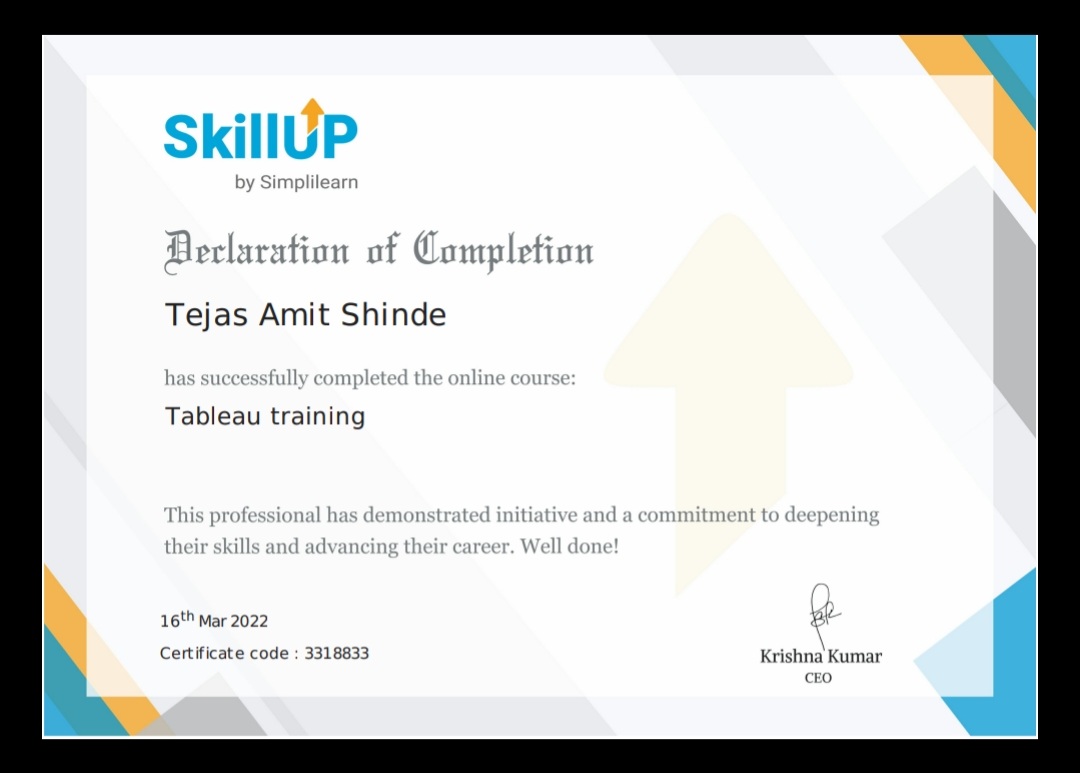 SkillUP
by Simplilearn
Declaration of Completion
Tejas Amit Shinde
has successfully completed the online course:
Tableau training
This professional has demonstrated initiative and a commitment to deepening
their skills and advancing their career. Well done!
16th Mar 2022
Certificate code : 3318833
Krishna Kumar
CEO